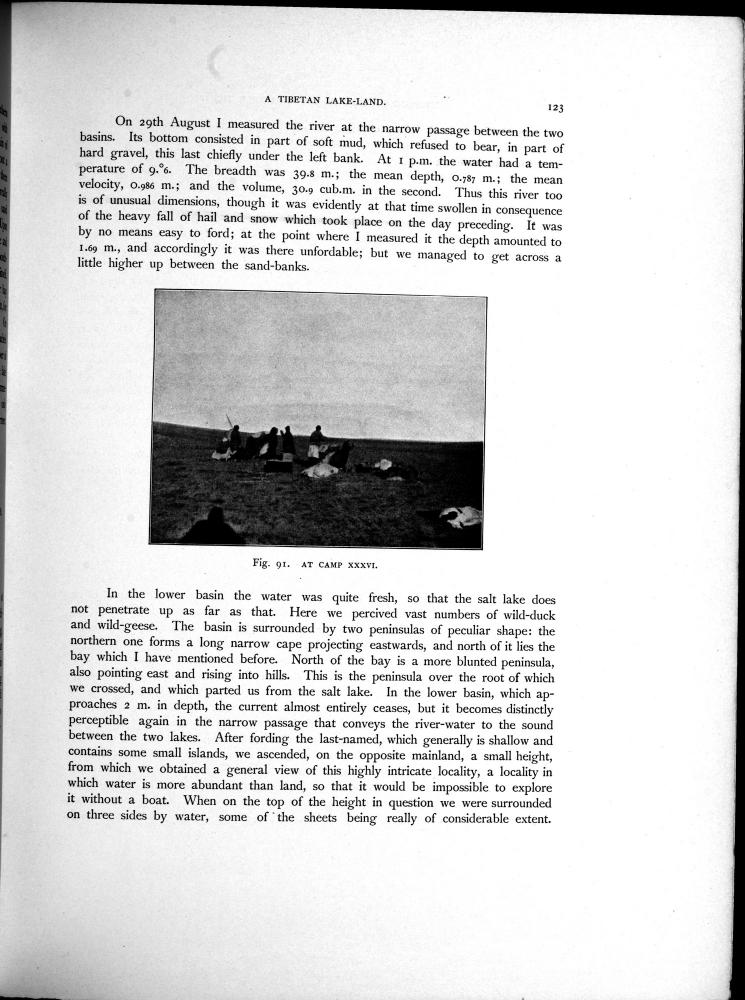 A TIBETAN LAKE-LAND.
123
On 29th August I measured the river at the narrow passage between the two
basins. Its bottom consisted in part of soft mud, which refused to bear, in part of
hard gravel, this last chiefly under the left bank. At 1 p.m. the water had a tem-
perature of 9.°6. The breadth was 39.8 m.; the mean depth, 0.787 m.; the mean
velocity, 0.986 m.; and the volume, 30.9 cub.m. in the second. Thus this river too
is of unusual dimensions, though it was evidently at that time swollen in consequence
of the heavy fall of hail and snow which took place on the day preceding. It was
by no means easy to ford; at the point where I measured it the depth amounted to
1.69 m., and accordingly it was there unfordable; but we managed to get across a
little higher up between the sand-banks.
Fig. 91. AT CAMP XXXVI.
In the lower basin the water was quite fresh, so that the salt lake does
not penetrate up as far as that. Here we percived vast numbers of wild-duck
and wild-geese. The basin is surrounded by two peninsulas of peculiar shape: the
northern one forms a long narrow cape projecting eastwards, and north of it lies the
bay which I have mentioned before. North of the bay is a more blunted peninsula,
also pointing east and rising into hills. This is the peninsula over the root of which
we crossed, and which parted us from the salt lake. In the lower basin, which ap-
proaches 2 m. in depth, the current almost entirely ceases, but it becomes distinctly
perceptible again in the narrow passage that conveys the river-water to the sound
between the two lakes. After fording the last-named, which generally is shallow and
contains some small islands, we ascended, on the opposite mainland, a small height,
from which we obtained a general view of this highly intricate locality, a locality in
which water is more abundant than land, so that it would be impossible to explore
it without a boat. When on the top of the height in question we were surrounded
on three sides by water, some of the sheets being really of considerable extent.